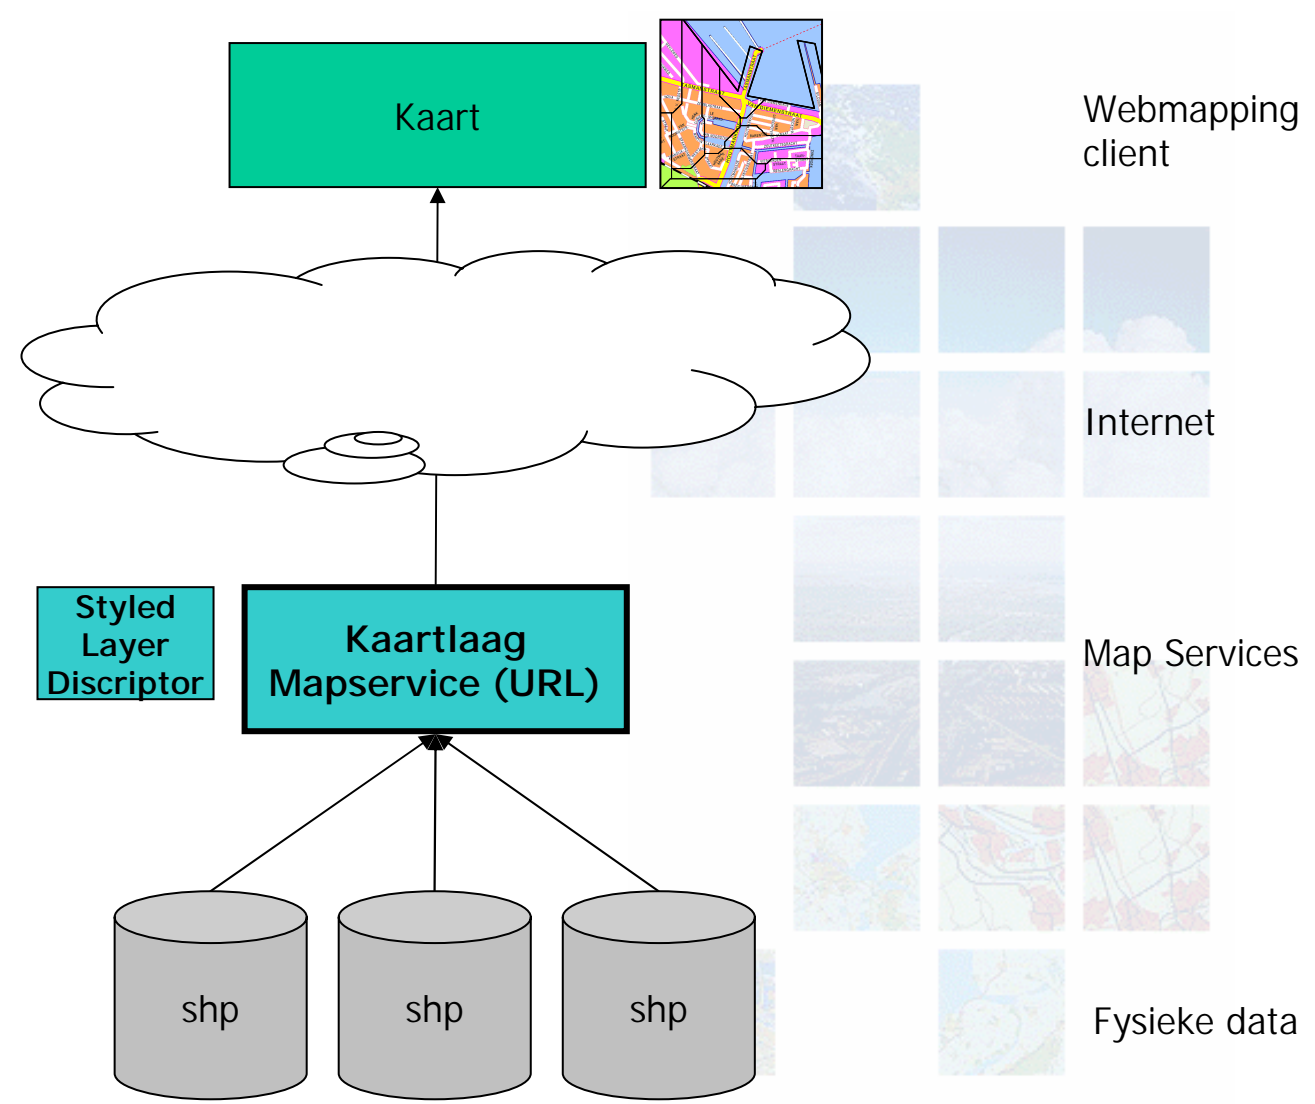 Kaart
Webmapping
client
Internet
Styled
Layer
Discriptor
Kaartlaag
Mapservice (URL)
Map Services
shp
shp
shp
Fysieke data